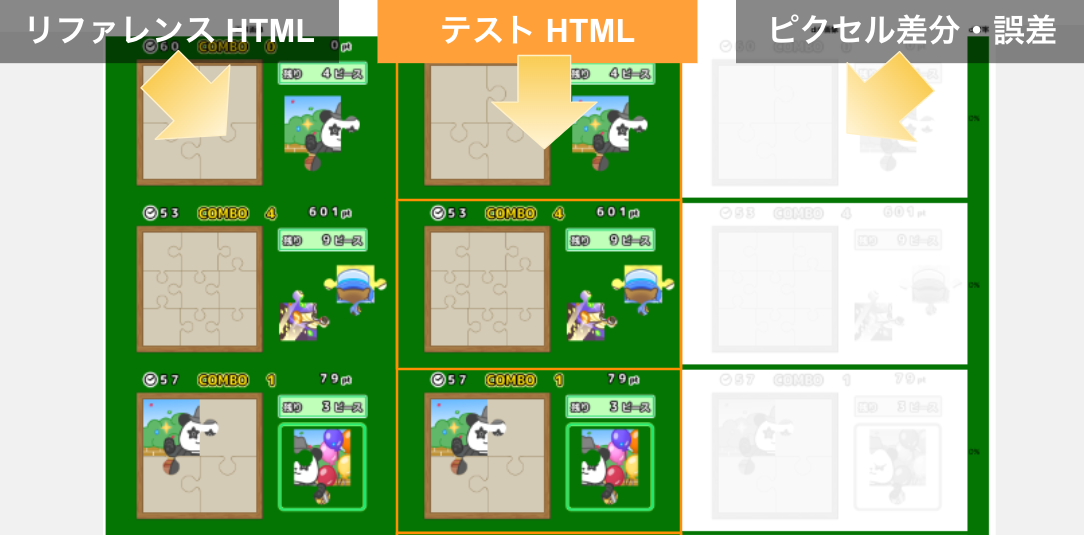 リファレンス HTML
テスト HTML
ピクセル差分・誤差
60 COMBO 0 0pt
残り 4ピース
残り 4ピース
0%
53 COMBO 4 601pt
53 COMBO 4 601pt
53 COMBO 4 601pt
残り 9ピース
残り 9ピース
残り 9ピース
0%
57 COMBO 1 79pt
57 COMBO 1 79pt
57 COMBO 1 79pt
残り 3ピース
残り 3ピース
残り 3ピース
0%